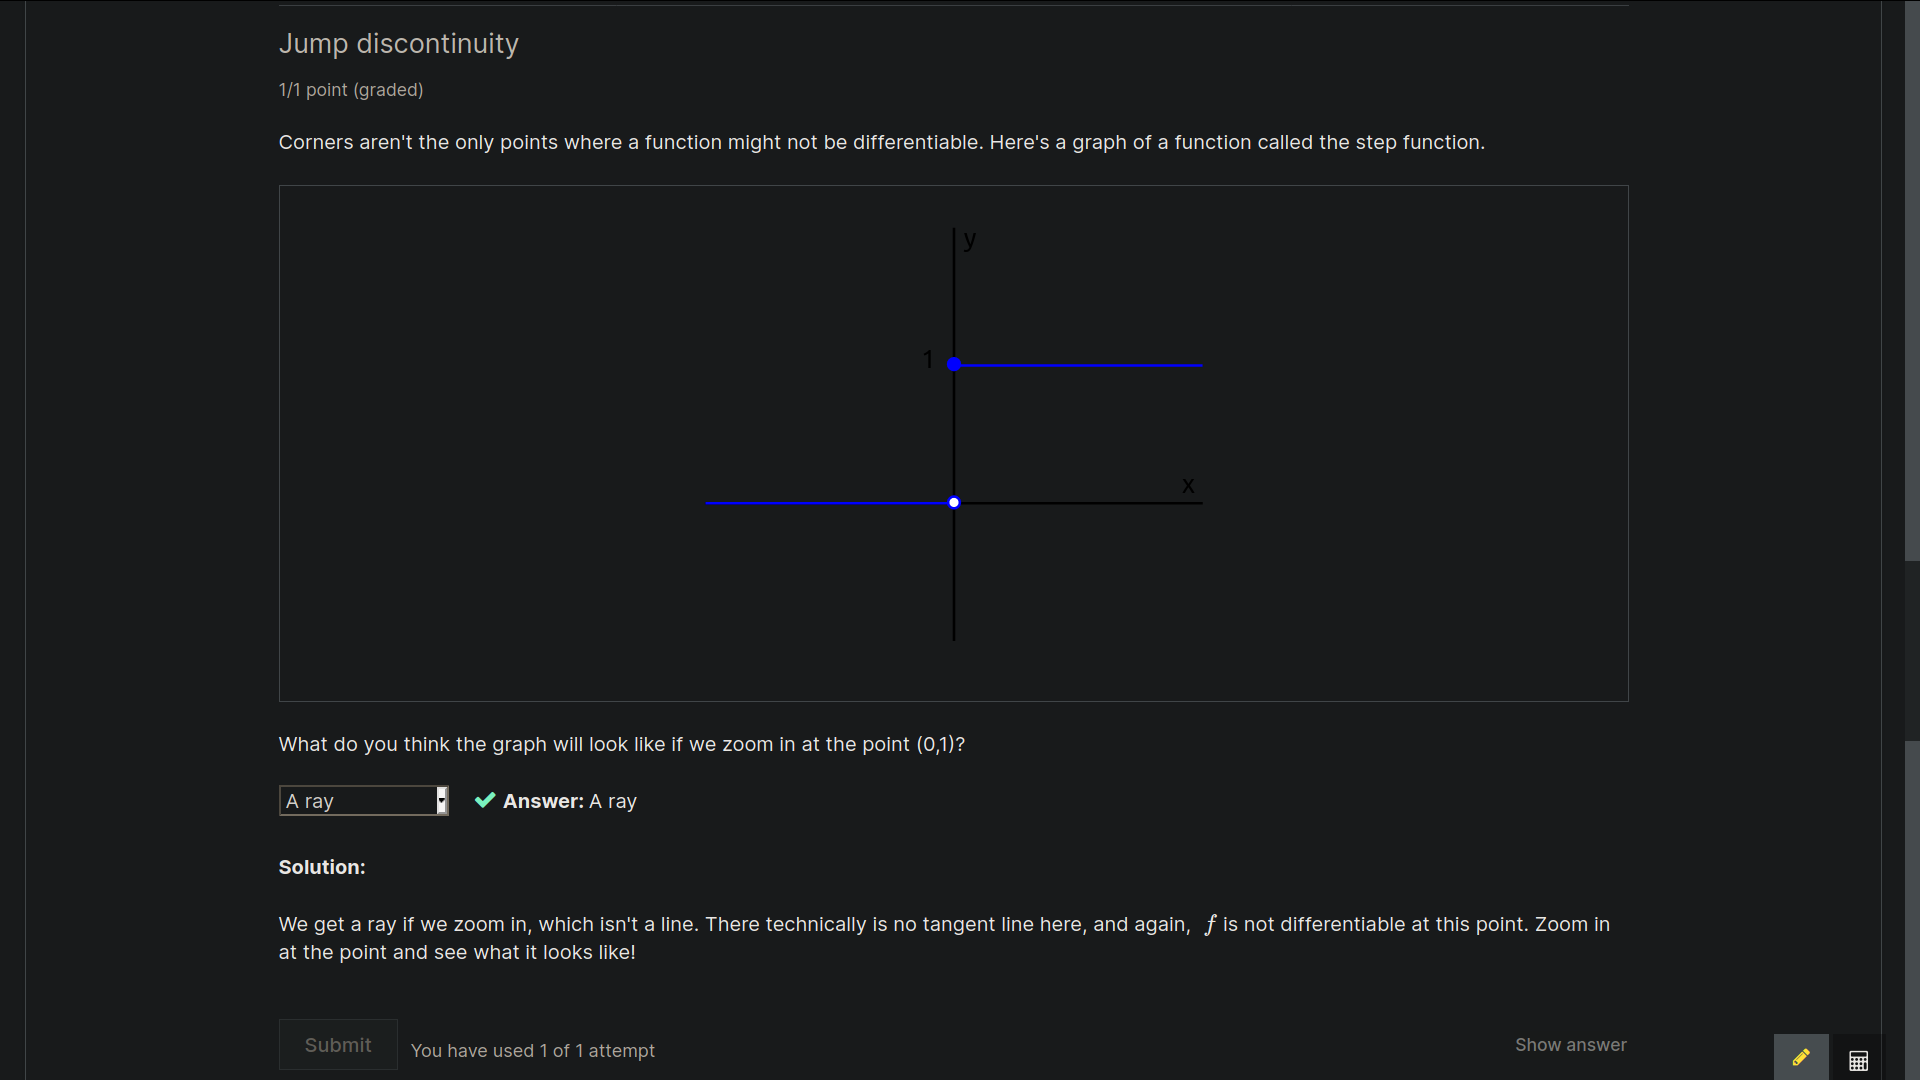 Jump discontinuity
1/1 point (graded)
Corners aren't the only points where a function might not be differentiable. Here's a graph of a function called the step function.
y
1
x
What do you think the graph will look like if we zoom in at the point (0,1)?
A ray
Answer: A ray
Solution:
We get a ray if we zoom in, which isn't a line. There technically is no tangent line here, and again, f is not differentiable at this point. Zoom in
at the point and see what it looks like!
Submit
You have used 1 of 1 attempt
Show answer